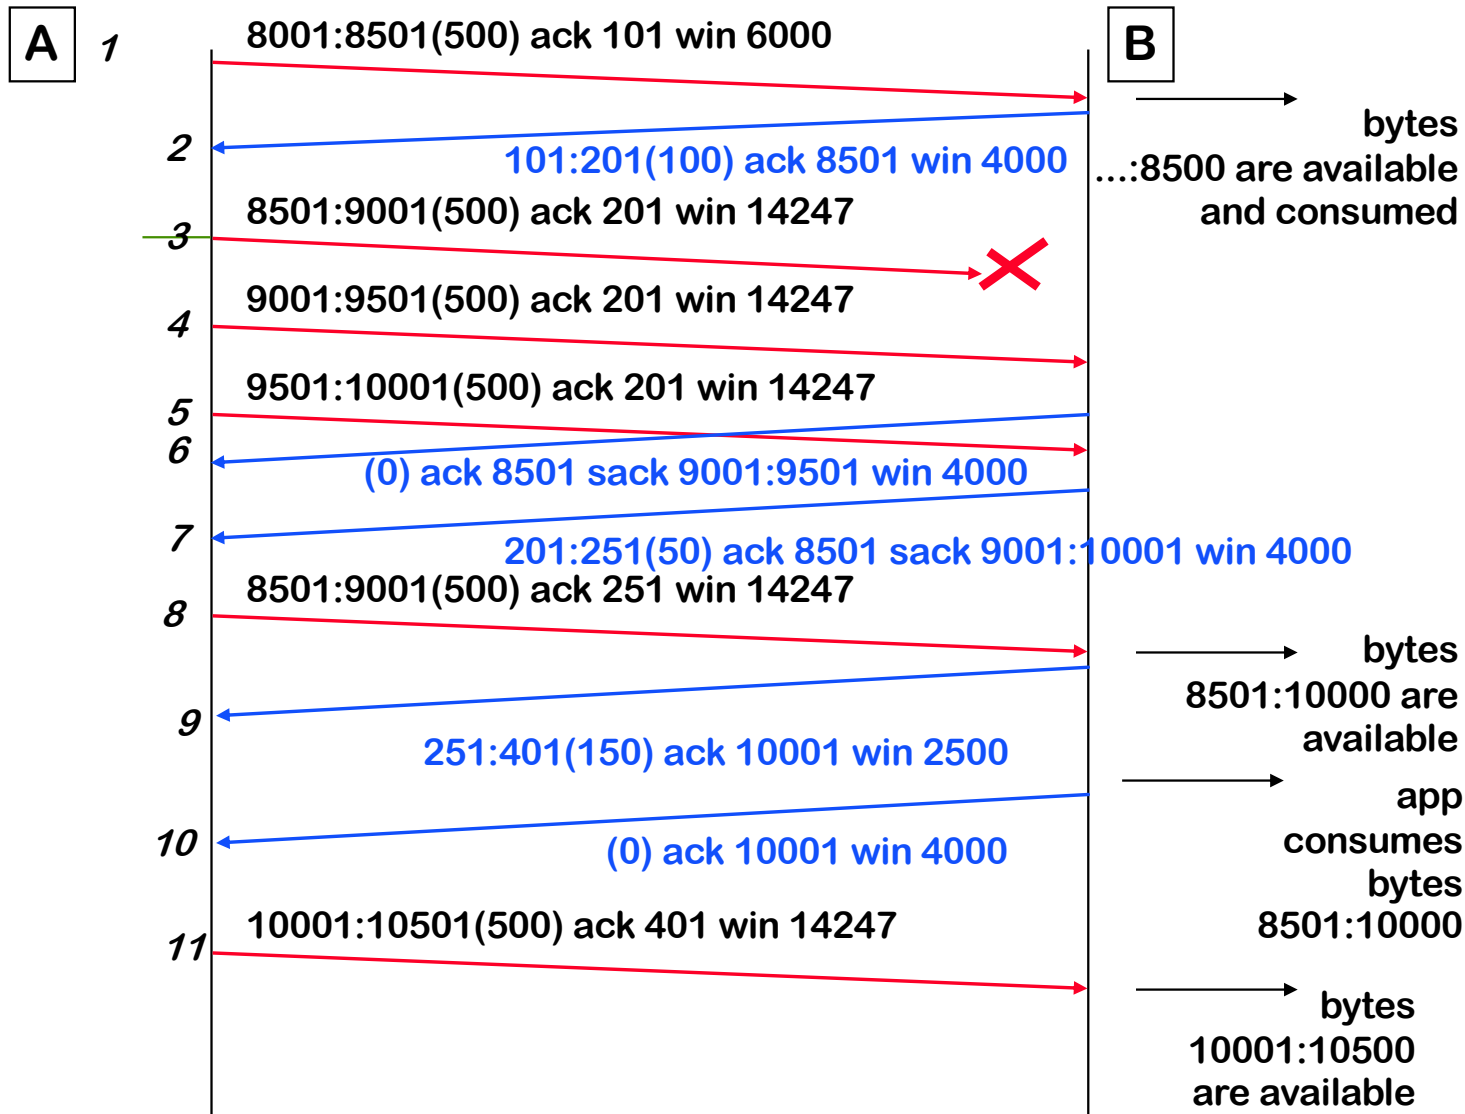 A
1
8001:8501(500) ack 101 win 6000
B
bytes
...:8500 are available
and consumed
2
101:201(100) ack 8501 win 4000
8501:9001(500) ack 201 win 14247
3
9001:9501(500) ack 201 win 14247
4
9501:10001(500) ack 201 win 14247
5
6
(0) ack 8501 sack 9001:9501 win 4000
7
201:251(50) ack 8501 sack 9001:10001 win 4000
8501:9001(500) ack 251 win 14247
8
bytes
8501:10000 are
available
9
251:401(150) ack 10001 win 2500
app
consumes
bytes
8501:10000
10
(0) ack 10001 win 4000
10001:10501(500) ack 401 win 14247
11
bytes
10001:10500
are available